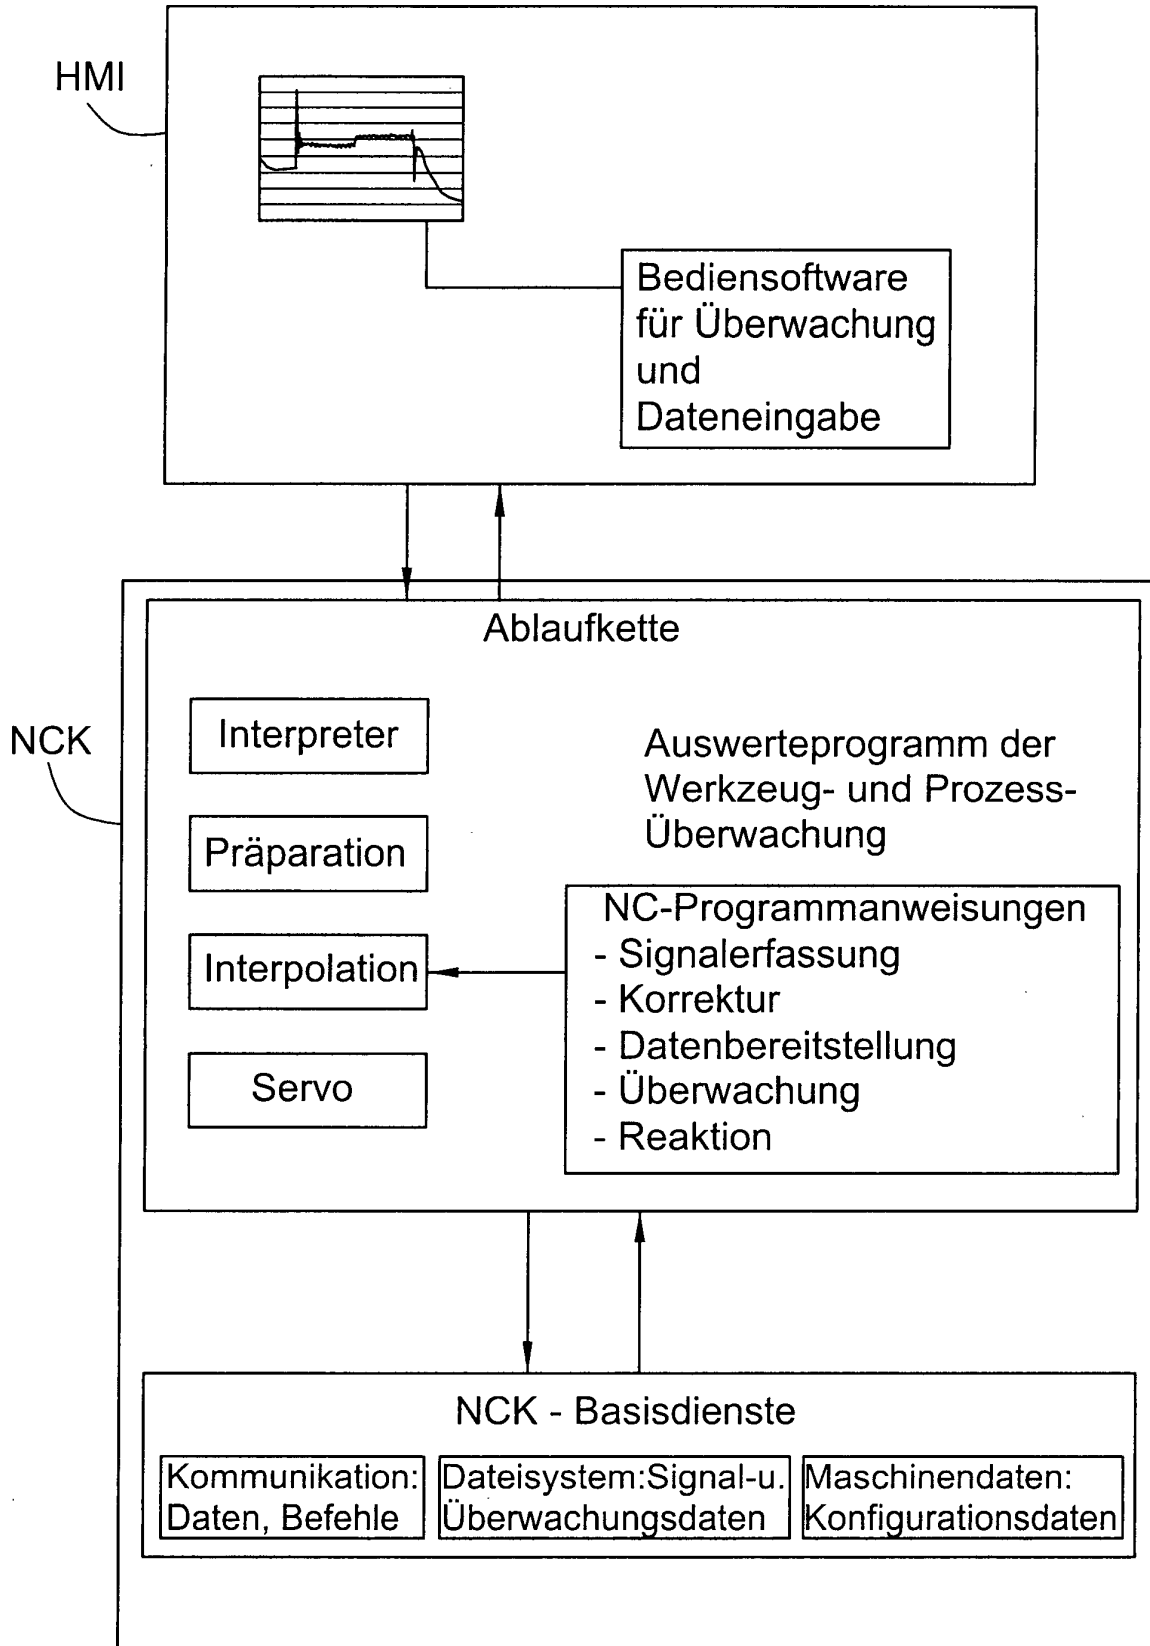 HMI
Bediensoftware
für Überwachung
und
Dateneingabe
Ablaufkette
NCK
Interpreter
Präparation
Interpolation
Servo
Auswerteprogramm der
Werkzeug- und Prozess-
Überwachung
NC-Programmanweisungen
- Signalerfassung
- Korrektur
- Datenbereitstellung
- Überwachung
- Reaktion
NCK - Basisdienste
Kommunikation:
Daten, Befehle
Dateisystem:Signal-u.
Überwachungsdaten
Maschinendaten:
Konfigurationsdaten